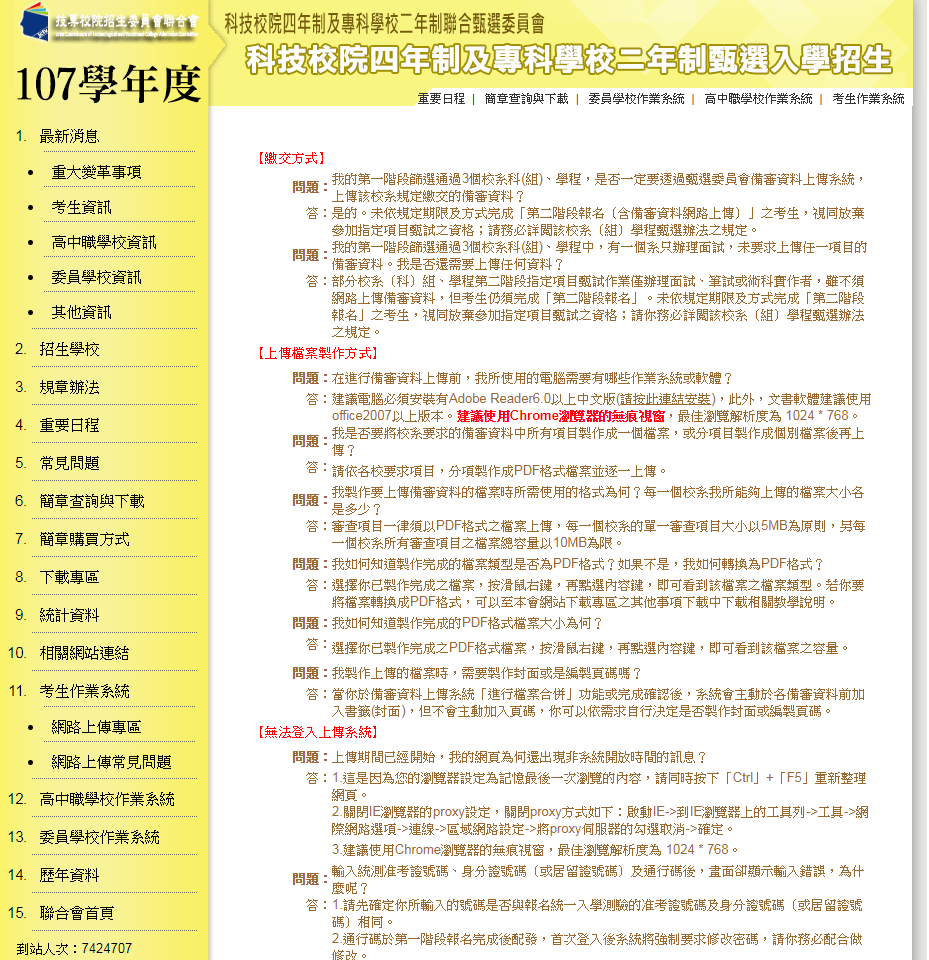 技專校院招生委員會聯合會
107學年度
科技校院四年制及專科學校二年制聯合甄選委員會
科技校院四年制及專科學校二年制甄選入學招生
重要日程 | 簡章查詢與下載 | 委員學校作業系統 | 高中職學校作業系統 | 考生作業系統
1. 最新消息
• 重大變革事項
• 考生資訊
• 高中職學校資訊
• 委員學校資訊
• 其他資訊
2. 招生學校
3. 規章辦法
4. 重要日程
5. 常見問題
6. 簡章查詢與下載
7. 簡章購買方式
8. 下載專區
9. 統計資料
10. 相關網站連結
11. 考生作業系統
• 網路上傳專區
• 網路上傳常見問題
12. 高中職學校作業系統
13. 委員學校作業系統
14. 歷年資料
15. 聯合會首頁
到站人次：7424707
【繳交方式】
問題：我的第一階段篩選通過3個校系科(組)、學程，是否一定要透過甄選委員會備審資料上傳系統，
上傳該校系規定繳交的備審資料？
答：是的。未依規定期限及方式完成「第二階段報名〔含備審資料網路上傳〕」之考生，視同放棄
參加指定項目甄試之資格；請務必詳閱該校系〔組〕學程甄選辦法之規定。
問題：我的第一階段篩選通過3個校系科(組)、學程中，有一個系只辦理面試，未要求上傳任一項目的
備審資料。我是否還需要上傳任何資料？
答：部分校系〔科〕組、學程第二階段指定項目甄試作業僅辦理面試、筆試或術科實作者，雖不須
網路上傳備審資料，但考生仍須完成「第二階段報名」。未依規定期限及方式完成「第二階段
報名」之考生，視同放棄參加指定項目甄試之資格；請你務必詳閱該校系〔組〕學程甄選辦法
之規定。
【上傳檔案製作方式】
問題：在進行備審資料上傳前，我所使用的電腦需要有哪些作業系統或軟體？
答：建議電腦必須安裝有Adobe Reader6.0以上中文版(請按此連結安裝)，此外，文書軟體建議使用
office2007以上版本。建議使用Chrome瀏覽器的無痕視窗，最佳瀏覽解析度為 1024 * 768。
問題：我是否要將校系要求的備審資料中所有項目製作成一個檔案，或分項目製作成個別檔案後再上
傳？
答：請依各校要求項目，分項製作成PDF格式檔案並逐一上傳。
問題：我製作要上傳備審資料的檔案時所需使用的格式為何？每一個校系我所能夠上傳的檔案大小各
是多少？
答：審查項目一律須以PDF格式之檔案上傳，每一個校系的單一審查項目大小以5MB為原則，另每
一個校系所有審查項目之檔案總容量以10MB為限。
問題：我如何知道製作完成的檔案類型是否為PDF格式？如果不是，我如何轉換為PDF格式？
答：選擇你已製作完成之檔案，按滑鼠右鍵，再點選內容鍵，即可看到該檔案之檔案類型。若你要
將檔案轉換成PDF格式，可以至本會網站下載專區之其他事項下載中下載相關教學說明。
問題：我如何知道製作完成的PDF格式檔案大小為何？
答：選擇你已製作完成之PDF格式檔案，按滑鼠右鍵，再點選內容鍵，即可看到該檔案之容量。
問題：我製作上傳的檔案時，需要製作封面或是編製頁碼嗎？
答：當你於備審資料上傳系統「進行檔案合併」功能或完成確認後，系統會主動於各備審資料前加
入書籤(封面)，但不會主動加入頁碼，你可以依需求自行決定是否製作封面或編製頁碼。
【無法登入上傳系統】
問題：上傳期間已經開始，我的網頁為何還出現非系統開放時間的訊息？
答：1.這是因為您的瀏覽器設定為記憶最後一次瀏覽的內容，請同時按下「Ctrl」+「F5」重新整理
網頁。
2.關閉IE瀏覽器的proxy設定，關閉proxy方式如下：啟動IE->到IE瀏覽器上的工具列->工具->網
際網路選項->連線->區域網路設定->將proxy伺服器的勾選取消->確定。
3.建議使用Chrome瀏覽器的無痕視窗，最佳瀏覽解析度為 1024 * 768。
問題：輸入統測准考證號碼、身分證號碼〔或居留證號碼〕及通行碼後，畫面卻顯示輸入錯誤，為什
麼呢？
答：1.請先確定你所輸入的號碼是否與報名統一入學測驗的准考證號碼及身分證號碼〔或居留證號
碼〕相同。
2.通行碼於第一階段報名完成後配發，首次登入後系統將強制要求修改密碼，請你務必配合做
修改。